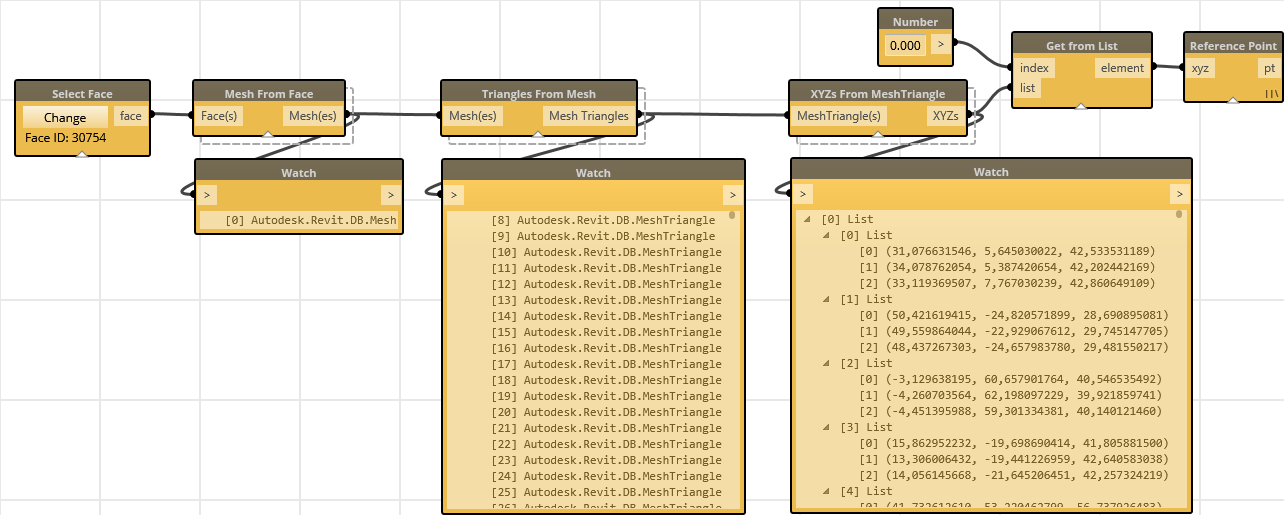 Number
0.000 >
Get from List
index element
list
Reference Point
xyz pt
Select Face
Change face
Face ID: 30754
Mesh From Face
Face(s) Mesh(es)
Triangles From Mesh
Mesh(es) Mesh Triangles
XYZs From MeshTriangle
MeshTriangle(s) XYZs
Watch
> >
[0] Autodesk.Revit.DB.Mesh
Watch
> >
[8] Autodesk.Revit.DB.MeshTriangle
[9] Autodesk.Revit.DB.MeshTriangle
[10] Autodesk.Revit.DB.MeshTriangle
[11] Autodesk.Revit.DB.MeshTriangle
[12] Autodesk.Revit.DB.MeshTriangle
[13] Autodesk.Revit.DB.MeshTriangle
[14] Autodesk.Revit.DB.MeshTriangle
[15] Autodesk.Revit.DB.MeshTriangle
[16] Autodesk.Revit.DB.MeshTriangle
[17] Autodesk.Revit.DB.MeshTriangle
[18] Autodesk.Revit.DB.MeshTriangle
[19] Autodesk.Revit.DB.MeshTriangle
[20] Autodesk.Revit.DB.MeshTriangle
[21] Autodesk.Revit.DB.MeshTriangle
[22] Autodesk.Revit.DB.MeshTriangle
[23] Autodesk.Revit.DB.MeshTriangle
[24] Autodesk.Revit.DB.MeshTriangle
[25] Autodesk.Revit.DB.MeshTriangle
[26] Autodesk.Revit.DB.MeshTriangle
Watch
> >
[0] List
[0] List
[0] (31,076631546, 5,645030022, 42,533531189)
[1] (34,078762054, 5,387420654, 42,202442169)
[2] (33,119369507, 7,767030239, 42,860649109)
[1] List
[0] (50,421619415, -24,820571899, 28,690895081)
[1] (49,559864044, -22,929067612, 29,745147705)
[2] (48,437267303, -24,657983780, 29,481550217)
[2] List
[0] (-3,129638195, 60,657901764, 40,546535492)
[1] (-4,260703564, 62,198097229, 39,921859741)
[2] (-4,451395988, 59,301334381, 40,140121460)
[3] List
[0] (15,862952232, -19,698690414, 41,805881500)
[1] (13,306006432, -19,441226959, 42,640583038)
[2] (14,056145668, -21,645206451, 42,257324219)
[4] List